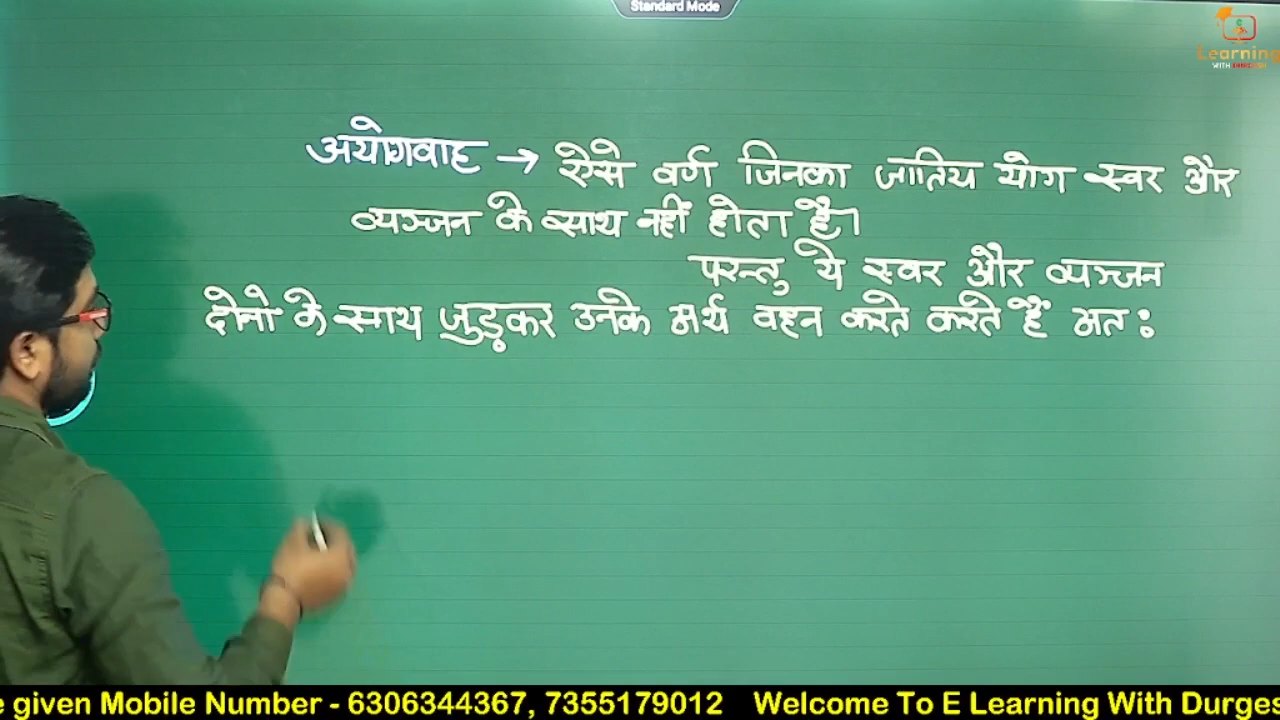 Standard Mode
Learning
WITH
अयोगवाह → ऐसे वर्ण जिनका जातिय योग स्वर और
व्यञ्जन के साथ नहीं होता है।
परन्तु ये स्वर और व्यञ्जन
दोनो के साथ जुड़कर उनके अर्थ वहन करते करते हैं अत:
given Mobile Number - 6306344367, 7355179012 Welcome To E Learning With Durges